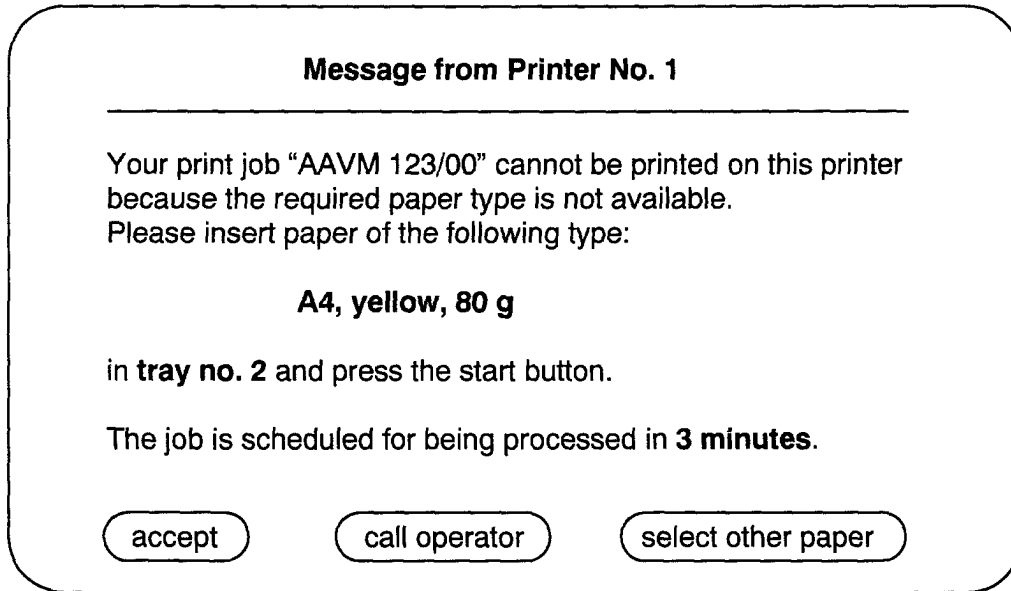 Message from Printer No. 1
Your print job “AAVM 123/00” cannot be printed on this printer
because the required paper type is not available.
Please insert paper of the following type:
A4, yellow, 80 g
in tray no. 2 and press the start button.
The job is scheduled for being processed in 3 minutes.
accept call operator select other paper